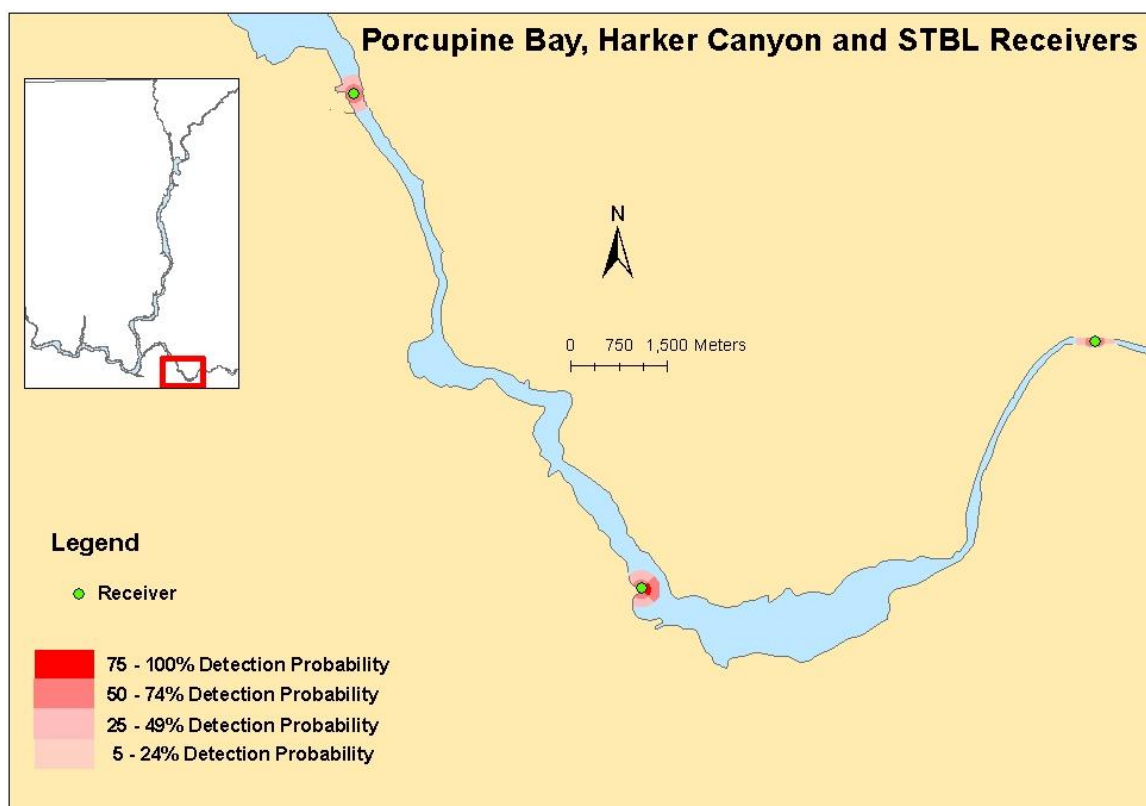 Porcupine Bay, Harker Canyon and STBL Receivers
N
0 750 1,500 Meters
Legend
Receiver
75 - 100% Detection Probability
50 - 74% Detection Probability
25 - 49% Detection Probability
5 - 24% Detection Probability